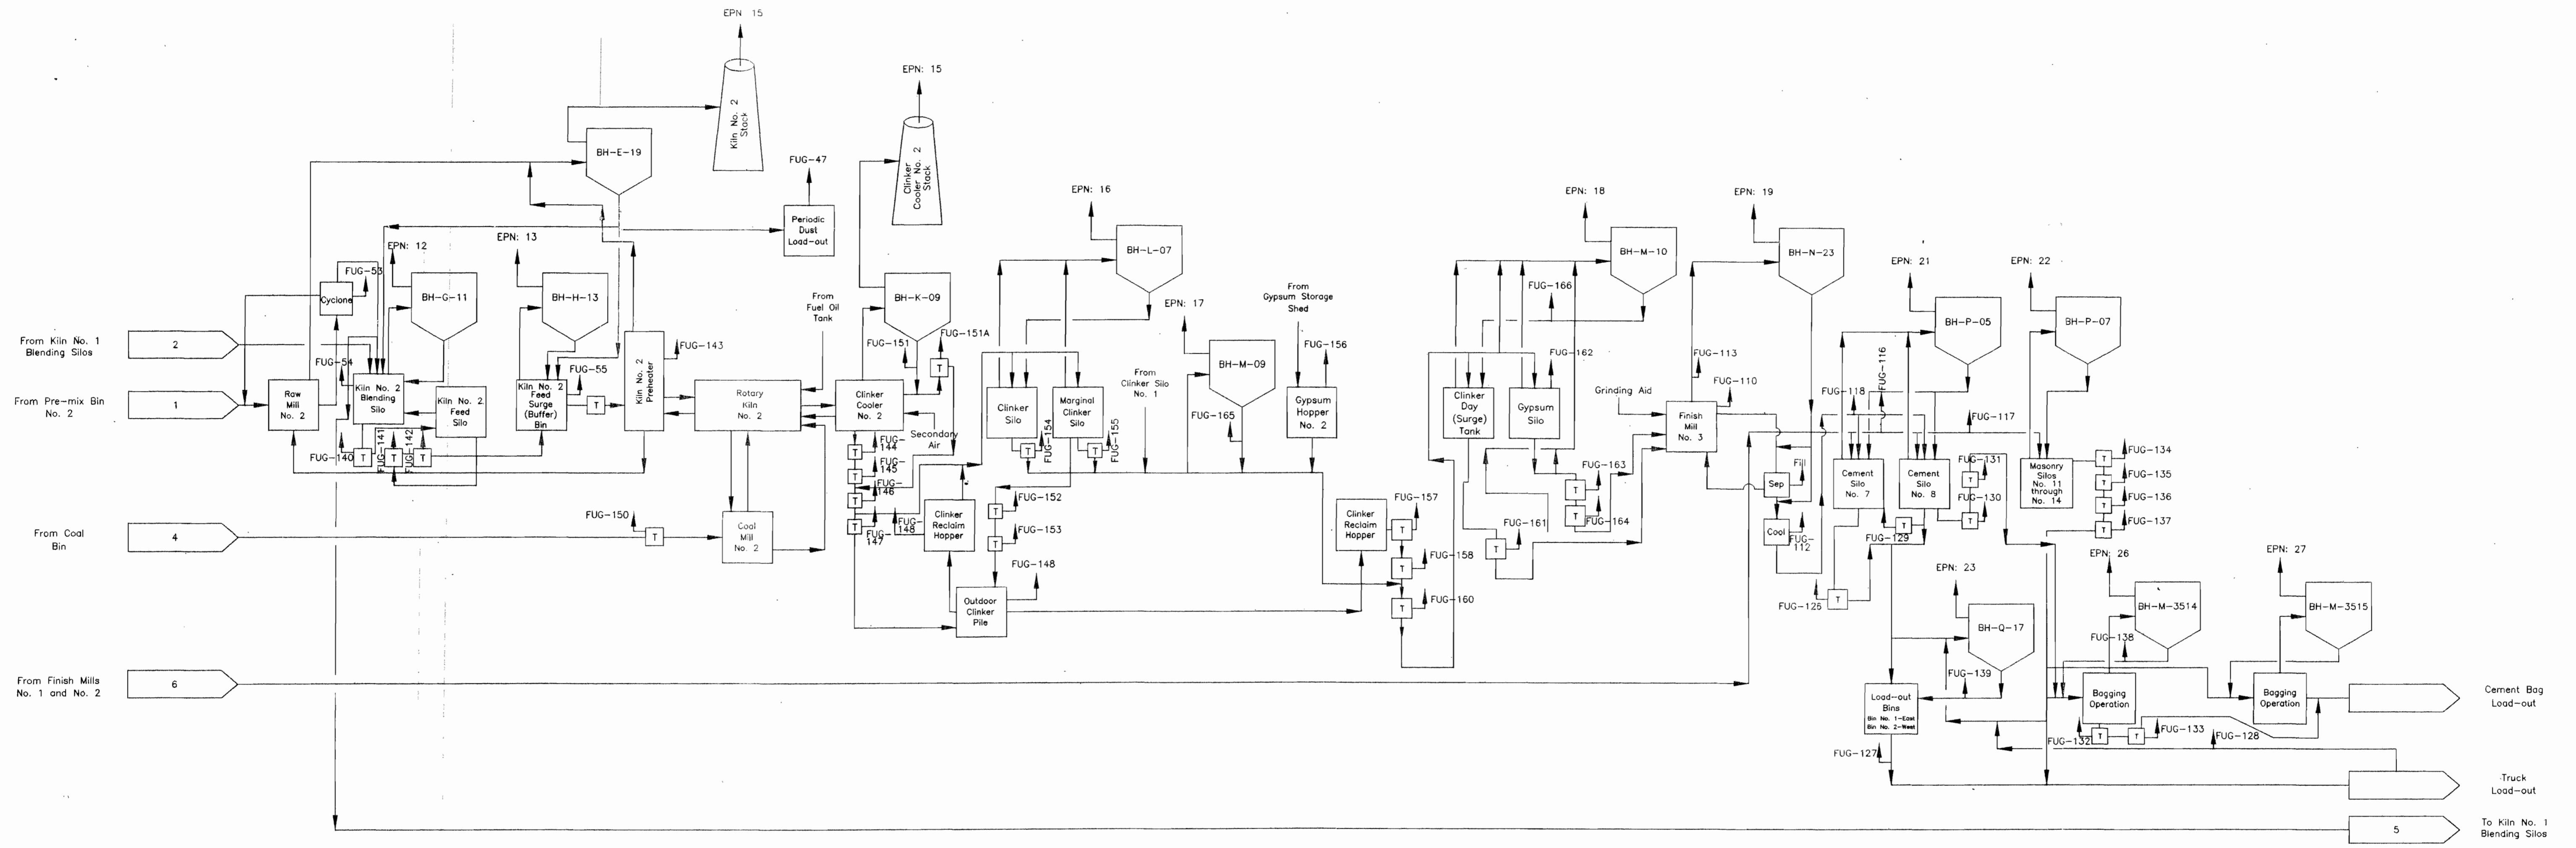 EPN 15
EPN: 15
Kiln No. 2
Stack
Clinker
Cooler No. 2
Stack
BH-E-19
FUG-47
Periodic
Dust
Load-out
EPN: 16
EPN: 18
EPN: 19
BH-L-07
BH-M-10
BH-N-23
EPN: 12
EPN: 13
FUG-53
Cyclone
BH-G-11
BH-H-13
From
Fuel Oil
Tank
BH-K-09
FUG-151A
FUG-151
EPN: 17
From
Gypsum Storage
Shed
FUG-166
EPN: 21
EPN: 22
BH-P-05
BH-P-07
From Kiln No. 1
Blending Silos
2
FUG-54
FUG-143
T
BH-M-09
FUG-156
FUG-162
FUG-113
FUG-110
FUG-116
From Pre-mix Bin
No. 2
1
Raw
Mill
No. 2
Kiln No. 2
Blending
Silo
Kiln No. 2
Feed
Silo
Kiln No. 2
Feed
Surge
(Buffer)
Bin
FUG-55
T
Kiln No. 2
Preheater
Rotary
Kiln
No. 2
Clinker
Cooler
No. 2
Secondary
Air
Clinker
Silo
Marginal
Clinker
Silo
From
Clinker Silo
No. 1
FUG-165
Gypsum
Hopper
No. 2
Clinker
Day
(Surge)
Tank
Gypsum
Silo
Grinding Aid
Finish
Mill
No. 3
FUG-118
FUG-117
FUG-140
T
FUG-141
T
FUG-142
T
FUG-
144
T
FUG-
145
T
FUG-
146
T
FUG-
147
T
FUG-
148
T
FUG-154
T
FUG-155
FUG-163
T
FUG-164
T
Sep
Fill
Cool
FUG-
112
Cement
Silo
No. 7
Cement
Silo
No. 8
FUG-131
T
FUG-130
T
T
FUG-129
Masonry
Silos
No. 11
through
No. 14
T
FUG-134
T
FUG-135
T
FUG-136
T
FUG-137
From Coal
Bin
4
FUG-150
T
Coal
Mill
No. 2
Clinker
Reclaim
Hopper
FUG-152
T
FUG-153
T
FUG-148
Outdoor
Clinker
Pile
Clinker
Reclaim
Hopper
FUG-157
T
FUG-158
T
FUG-160
T
FUG-161
T
FUG-126
T
EPN: 23
BH-Q-17
EPN: 26
EPN: 27
BH-M-3514
BH-M-3515
FUG-138
FUG-139
From Finish Mills
No. 1 and No. 2
6
Load-out
Bins
Bin No. 1-East
Bin No. 2-West
Bagging
Operation
Bagging
Operation
Cement Bag
Load-out
FUG-132
T
T
FUG-133
FUG-128
FUG-127
Truck
Load-out
5
To Kiln No. 1
Blending Silos